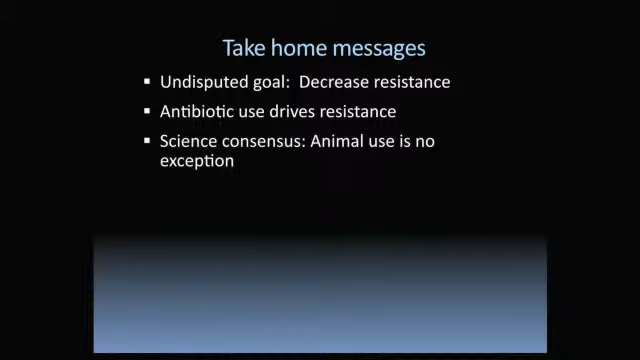 Take home messages
▪ Undisputed goal:  Decrease resistance
▪ Antibiotic use drives resistance
▪ Science consensus: Animal use is no
exception